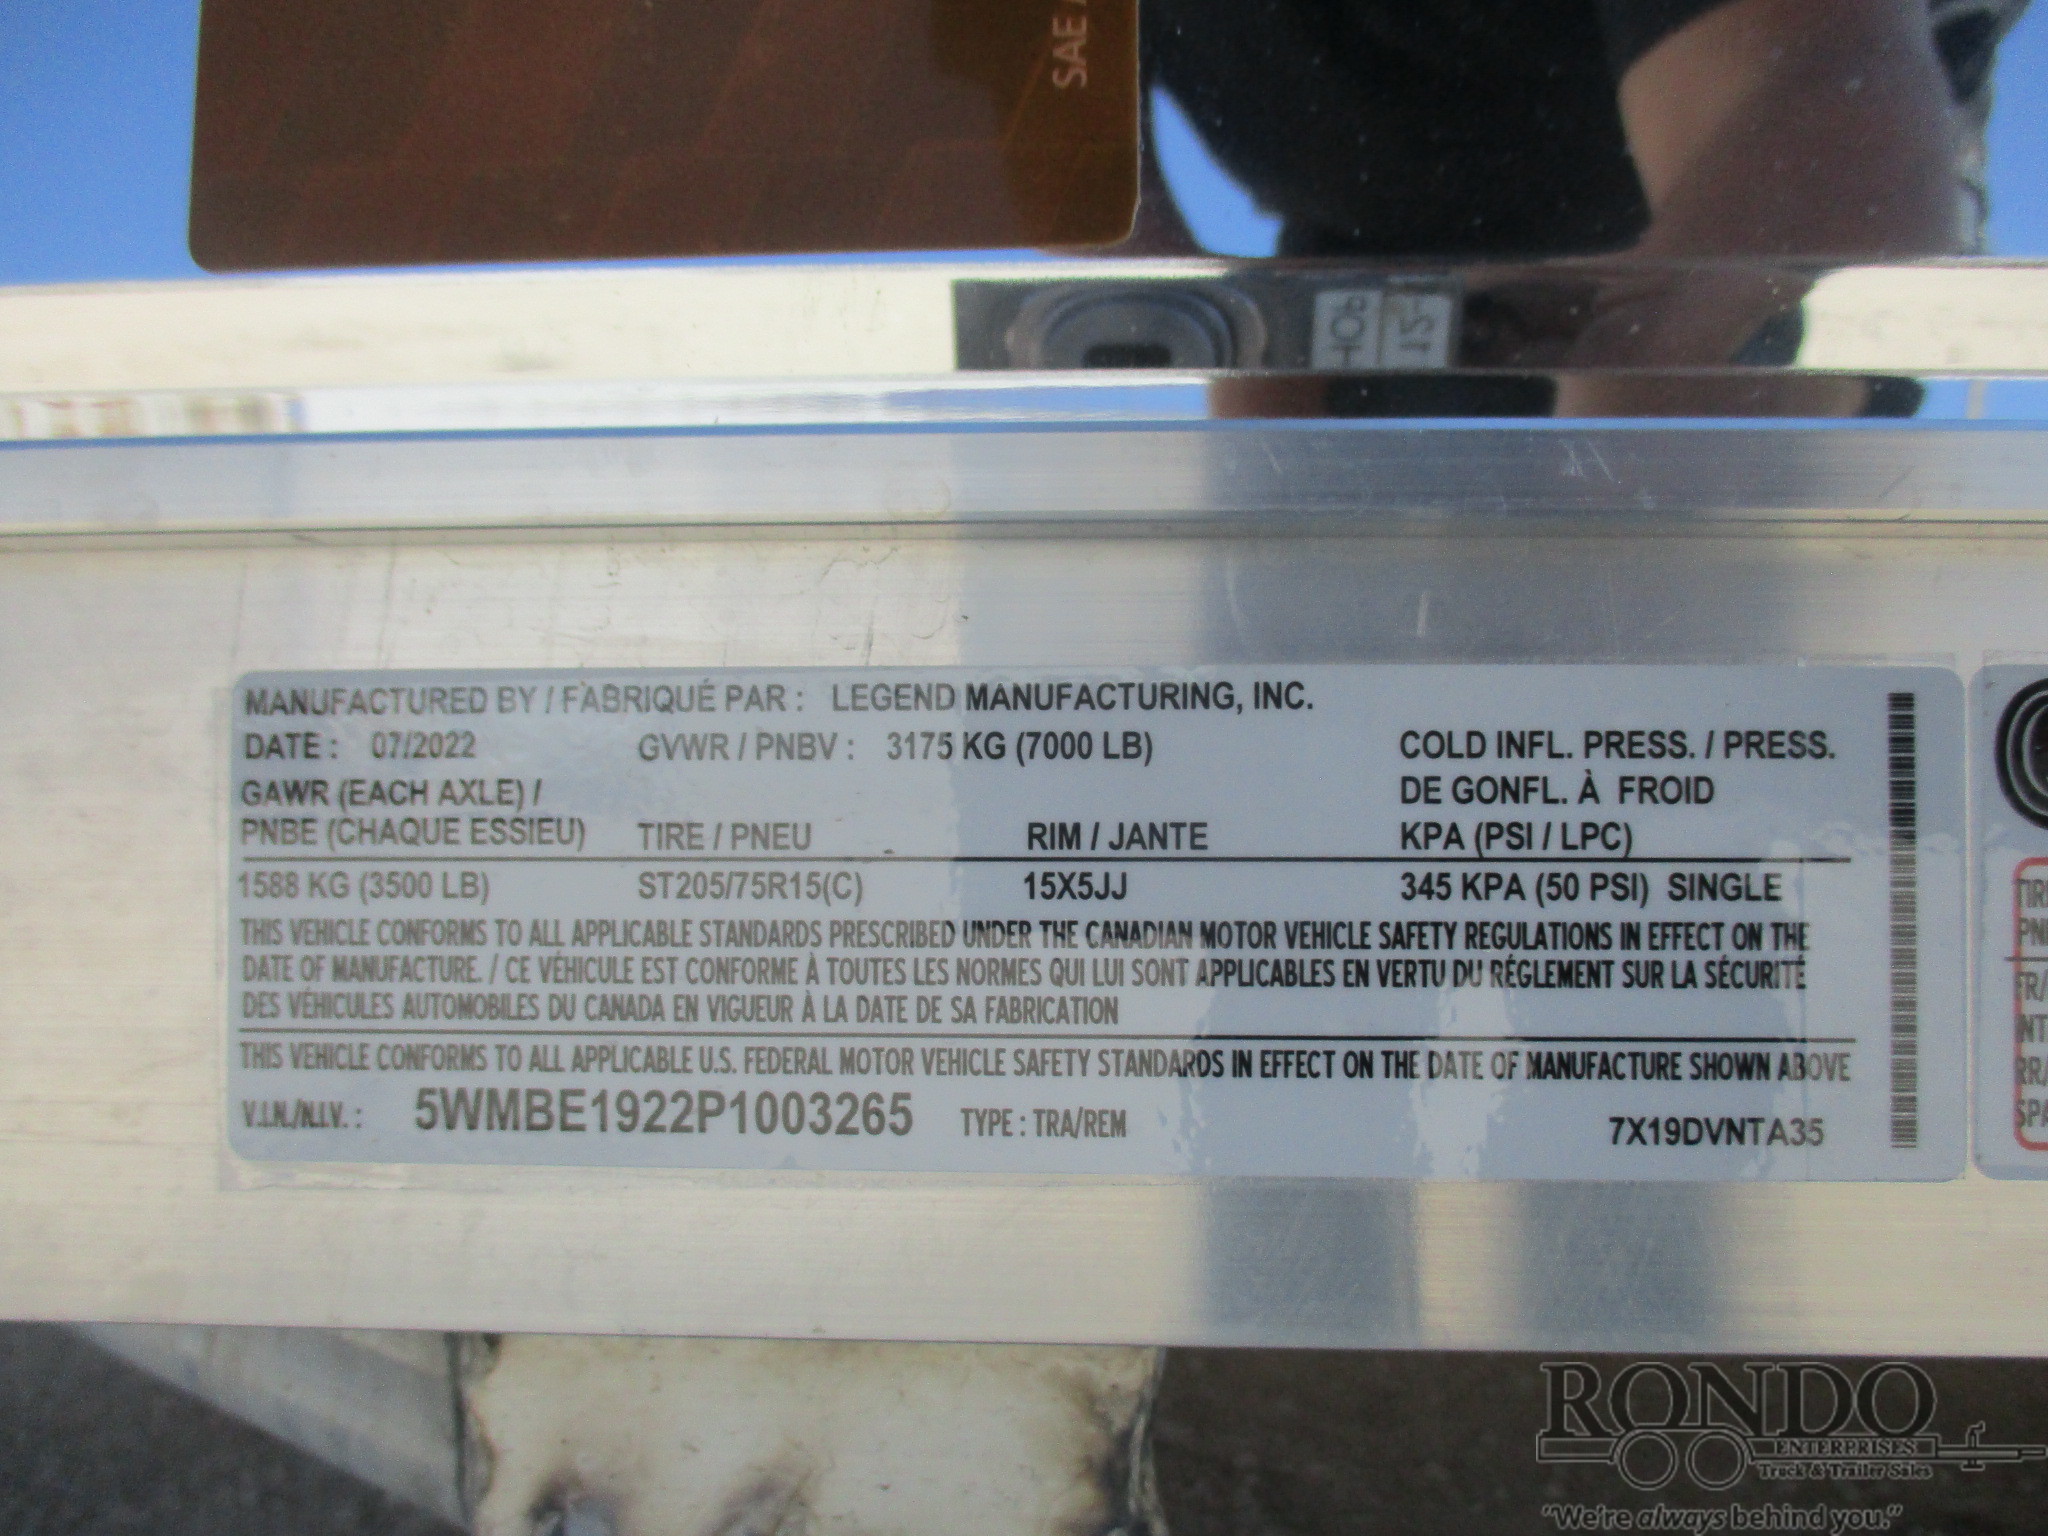 SAE
MANUFACTURED BY / FABRIQUÉ PAR : LEGEND MANUFACTURING, INC.
DATE : 07/2022 GVWR / PNBV : 3175 KG (7000 LB) COLD INFL. PRESS. / PRESS.
GAWR (EACH AXLE) / DE GONFL. À FROID
PNBE (CHAQUE ESSIEU) TIRE / PNEU RIM / JANTE KPA (PSI / LPC)
1588 KG (3500 LB) ST205/75R15(C) 15X5JJ 345 KPA (50 PSI) SINGLE
THIS VEHICLE CONFORMS TO ALL APPLICABLE STANDARDS PRESCRIBED UNDER THE CANADIAN MOTOR VEHICLE SAFETY REGULATIONS IN EFFECT ON THE
DATE OF MANUFACTURE. / CE VÉHICULE EST CONFORME À TOUTES LES NORMES QUI LUI SONT APPLICABLES EN VERTU DU RÉGLEMENT SUR LA SÉCURITÉ
DES VÉHICULES AUTOMOBILES DU CANADA EN VIGUEUR À LA DATE DE SA FABRICATION
THIS VEHICLE CONFORMS TO ALL APPLICABLE U.S. FEDERAL MOTOR VEHICLE SAFETY STANDARDS IN EFFECT ON THE DATE OF MANUFACTURE SHOWN ABOVE
V.I.N./N.I.V. : 5WMBE1922P1003265 TYPE : TRA/REM 7X19DVNTA35
RONDO
ENTERPRISES
Truck & Trailer Sales
"We're always behind you."